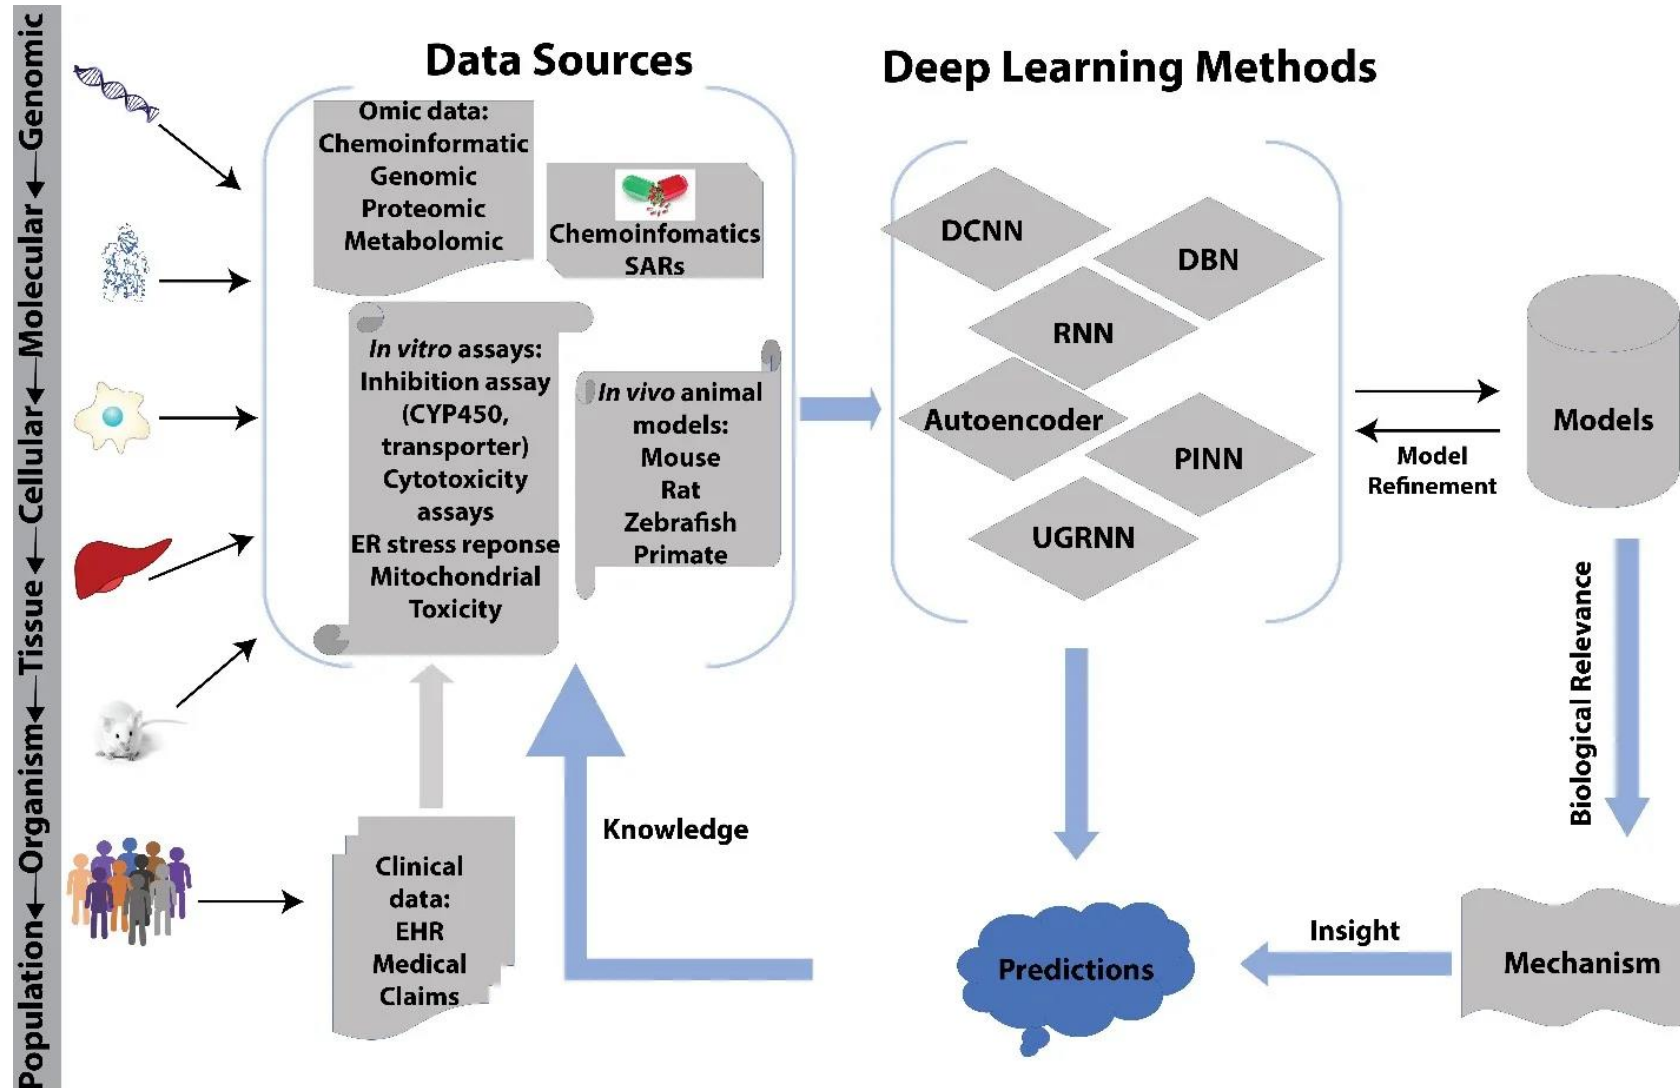 Population←Organism←Tissue←Cellular←Molecular←Genomic
Data Sources
Omic data:
Chemoinformatic
Genomic
Proteomic
Metabolomic
Chemoinfomatics
SARs
In vitro assays:
Inhibition assay
(CYP450,
transporter)
Cytotoxicity
assays
ER stress reponse
Mitochondrial
Toxicity
In vivo animal
models:
Mouse
Rat
Zebrafish
Primate
Clinical
data:
EHR
Medical
Claims
Knowledge
Deep Learning Methods
DCNN
DBN
RNN
Autoencoder
PINN
UGRNN
Model
Refinement
Models
Biological Relevance
Mechanism
Insight
Predictions